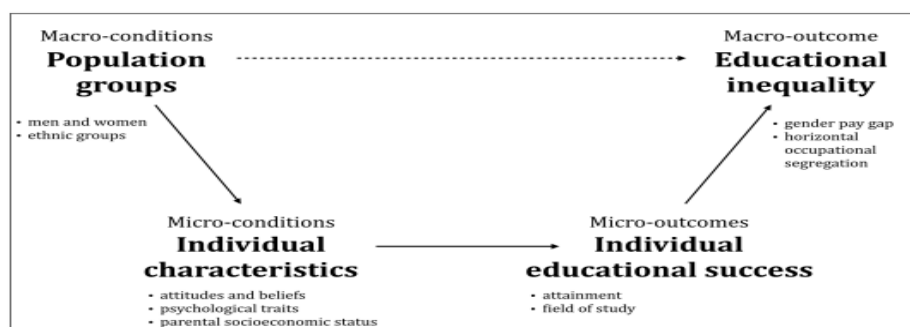 Macro-conditions
Population
groups
• men and women
• ethnic groups
Macro-outcome
Educational
inequality
• gender pay gap
• horizontal
occupational
segregation
Micro-conditions
Individual
characteristics
• attitudes and beliefs
• psychological traits
• parental socioeconomic status
Micro-outcomes
Individual
educational success
• attainment
• field of study